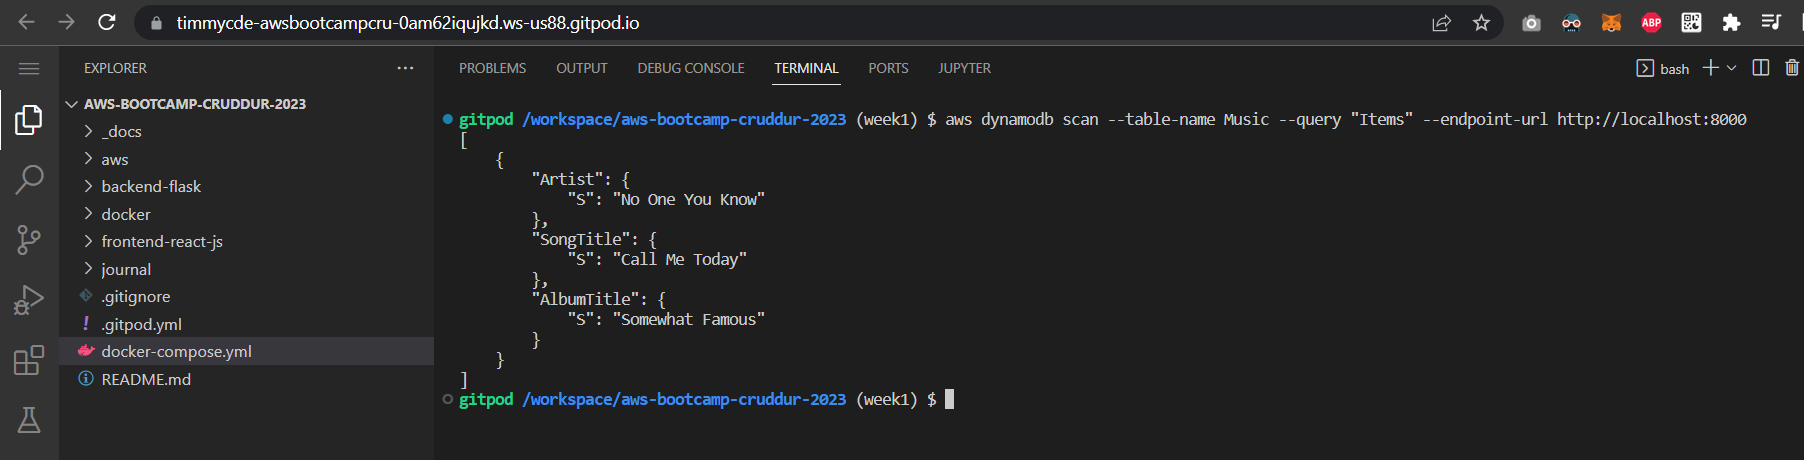 timmycde-awsbootcampcru-0am62iqujkd.ws-us88.gitpod.io
ABP
EXPLORER
AWS-BOOTCAMP-CRUDDUR-2023
_docs
aws
backend-flask
docker
frontend-react-js
journal
.gitignore
.gitpod.yml
docker-compose.yml
README.md
PROBLEMS OUTPUT DEBUG CONSOLE TERMINAL PORTS JUPYTER
bash
gitpod /workspace/aws-bootcamp-cruddur-2023 (week1) $ aws dynamodb scan --table-name Music --query "Items" --endpoint-url http://localhost:8000
[
    {
        "Artist": {
            "S": "No One You Know"
        },
        "SongTitle": {
            "S": "Call Me Today"
        },
        "AlbumTitle": {
            "S": "Somewhat Famous"
        }
    }
]
gitpod /workspace/aws-bootcamp-cruddur-2023 (week1) $